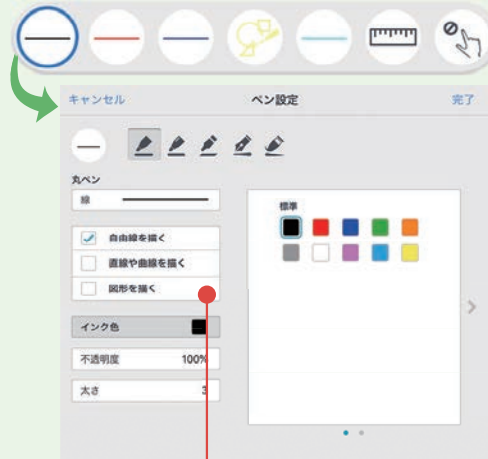 キャンセル ペン設定 完了
丸ペン
線
標準
自由線を描く
直線や曲線を描く
図形を描く
インク色
不透明度 100%
太さ 3